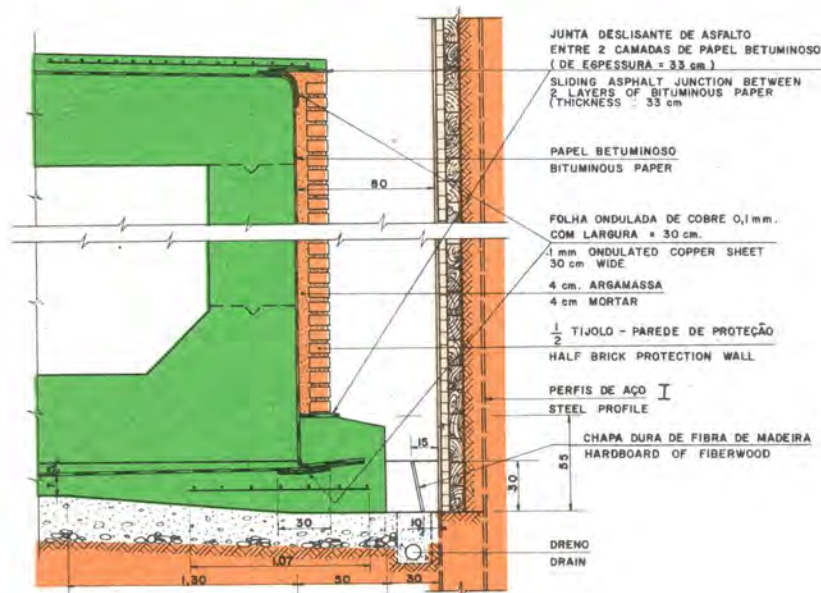 JUNTA DESLISANTE DE ASFALTO
ENTRE 2 CAMADAS DE PAPEL BETUMINOSO
(DE ESPESSURA = 33 cm)
SLIDING ASPHALT JUNCTION BETWEEN
2 LAYERS OF BITUMINOUS PAPER
(THICKNESS : 33 cm
PAPEL BETUMINOSO
BITUMINOUS PAPER
80
FOLHA ONDULADA DE COBRE 0,1 mm.
COM LARGURA = 30 cm.
.1 mm ONDULATED COPPER SHEET
30 cm WIDE
4 cm. ARGAMASSA
4 cm MORTAR
1/2 TIJOLO - PAREDE DE PROTEÇÃO
HALF BRICK PROTECTION WALL
PERFIS DE AÇO I
STEEL PROFILE
15
CHAPA DURA DE FIBRA DE MADEIRA
HARDBOARD OF FIBERWOOD
55
30
30
10
DRENO
DRAIN
1,07
1,30
50
30